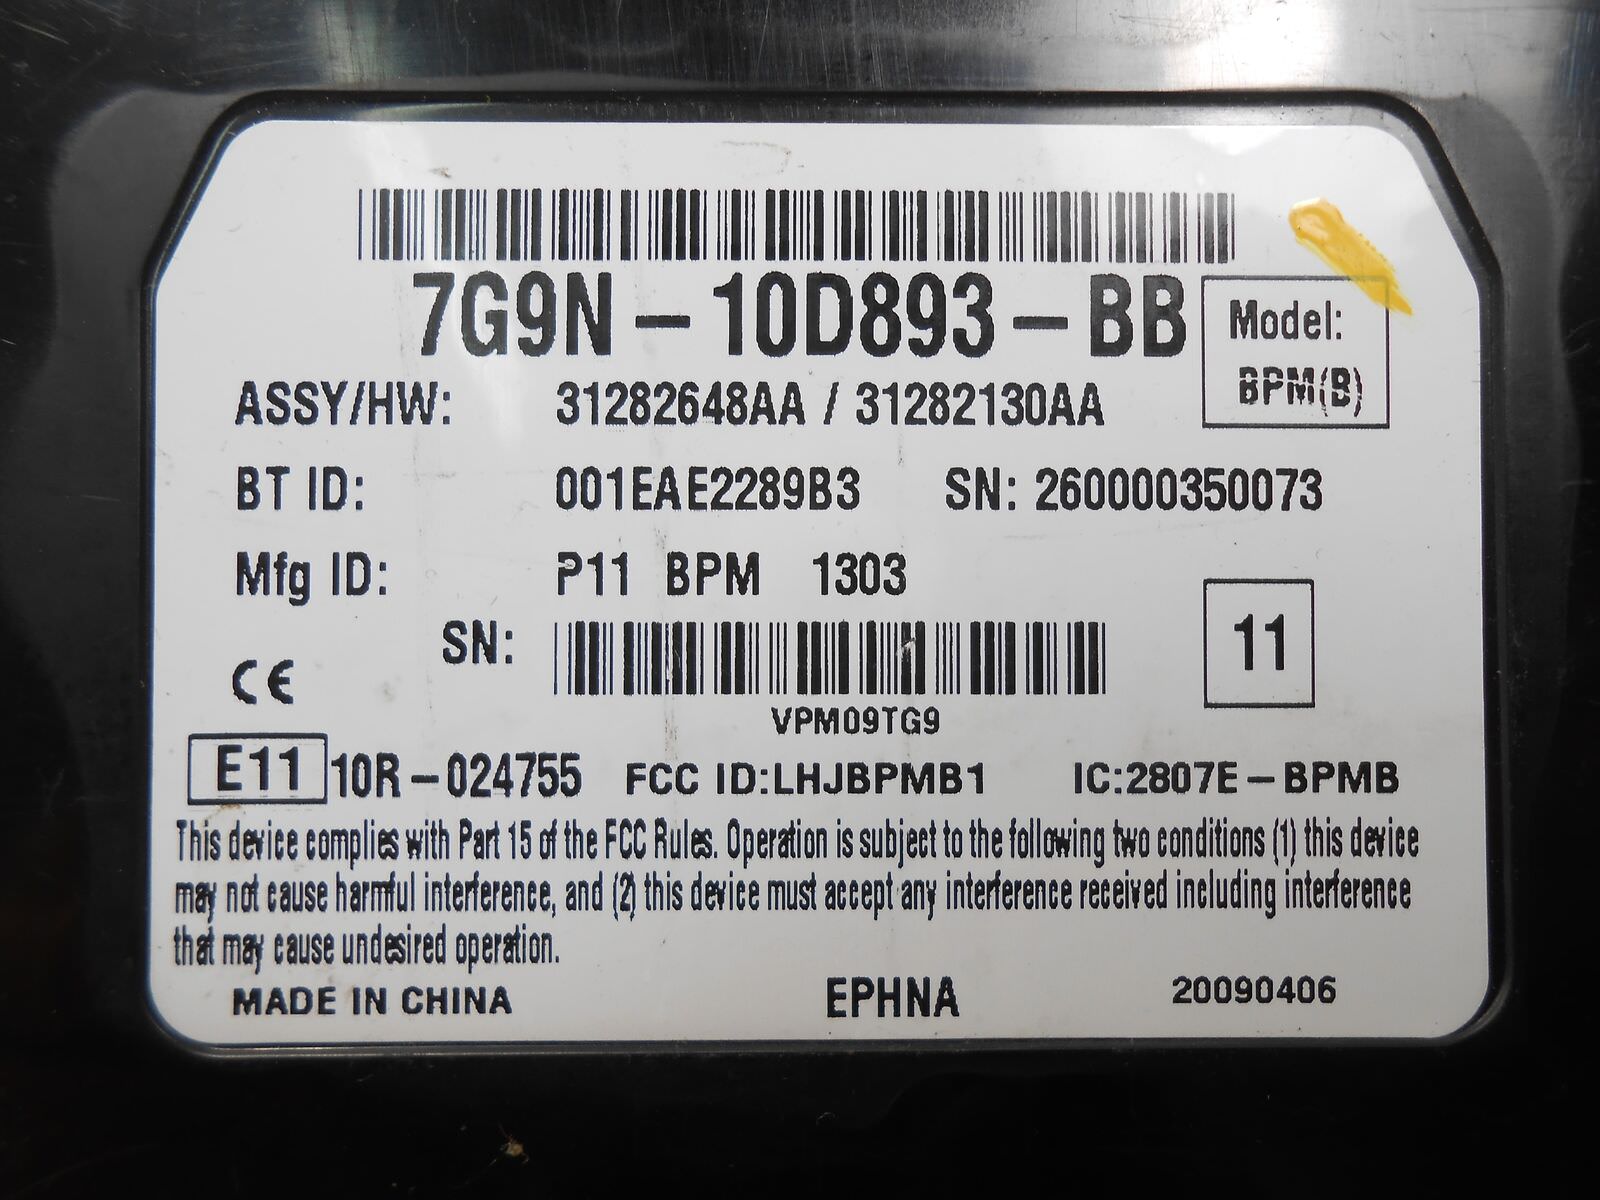 7G9N-10D893-BB
Model:
BPM(B)
ASSY/HW: 31282648AA / 31282130AA
BT ID: 001EAE2289B3 SN: 260000350073
Mfg ID: P11 BPM 1303
SN:
11
CE
VPM09TG9
E11 10R-024755 FCC ID:LHJBPMB1 IC:2807E-BPMB
This device complies with Part 15 of the FCC Rules. Operation is subject to the following two conditions (1) this device
may not cause harmful interference, and (2) this device must accept any interference received including interference
that may cause undesired operation.
MADE IN CHINA EPHNA 20090406